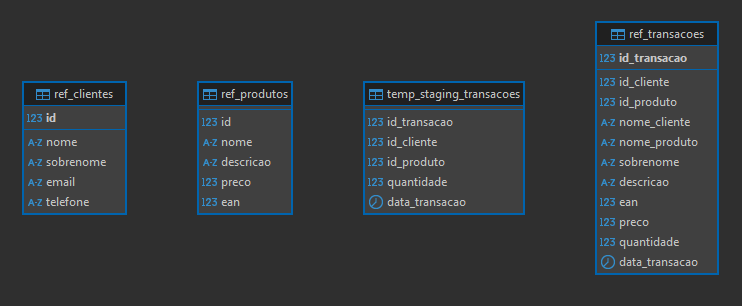 ref_clientes
123 id
A-Z nome
A-Z sobrenome
A-Z email
A-Z telefone
ref_produtos
123 id
A-Z nome
A-Z descricao
123 preco
123 ean
temp_staging_transacoes
123 id_transacao
123 id_cliente
123 id_produto
123 quantidade
data_transacao
ref_transacoes
123 id_transacao
123 id_cliente
123 id_produto
A-Z nome_cliente
A-Z nome_produto
A-Z sobrenome
A-Z descricao
123 ean
123 preco
123 quantidade
data_transacao